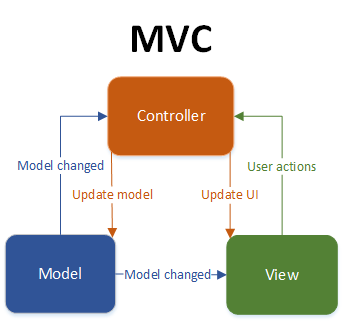 MVC
Controller
Model changed
User actions
Update model
Update UI
Model
Model changed
View